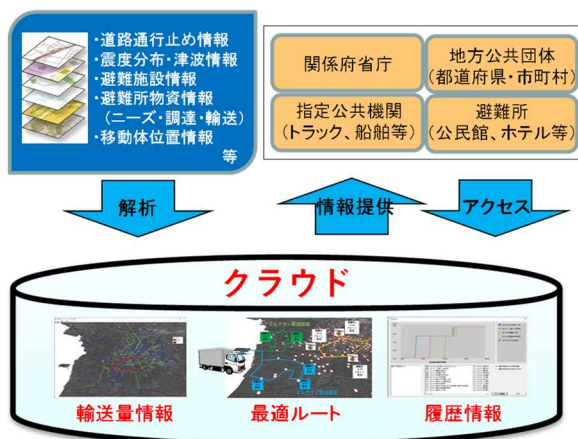 ・道路通行止め情報
・震度分布・津波情報
・避難施設情報
・避難所物資情報
（ニーズ・調達・輸送）
・移動体位置情報
等
関係府省庁
地方公共団体
（都道府県・市町村）
指定公共機関
（トラック、船舶等）
避難所
（公民館、ホテル等）
解析
情報提供
アクセス
クラウド
輸送量情報
最適ルート
履歴情報